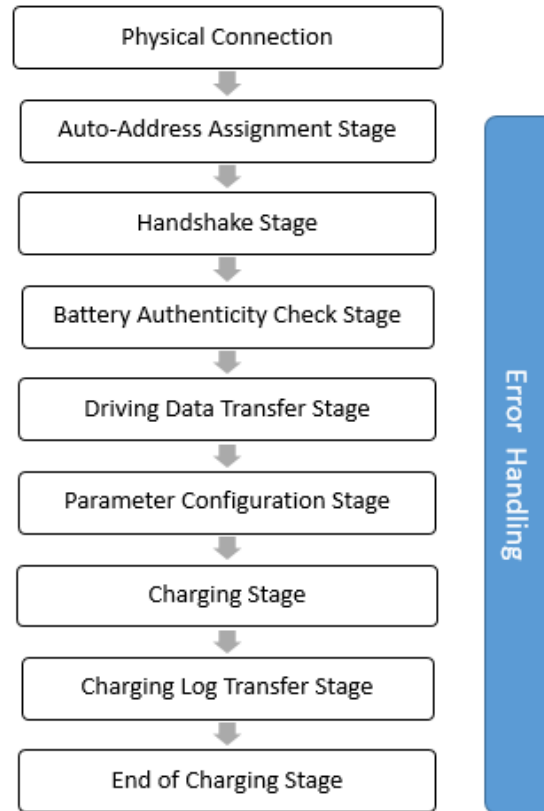 Physical Connection
Auto-Address Assignment Stage
Handshake Stage
Battery Authenticity Check Stage
Driving Data Transfer Stage
Parameter Configuration Stage
Charging Stage
Charging Log Transfer Stage
End of Charging Stage
Error Handling